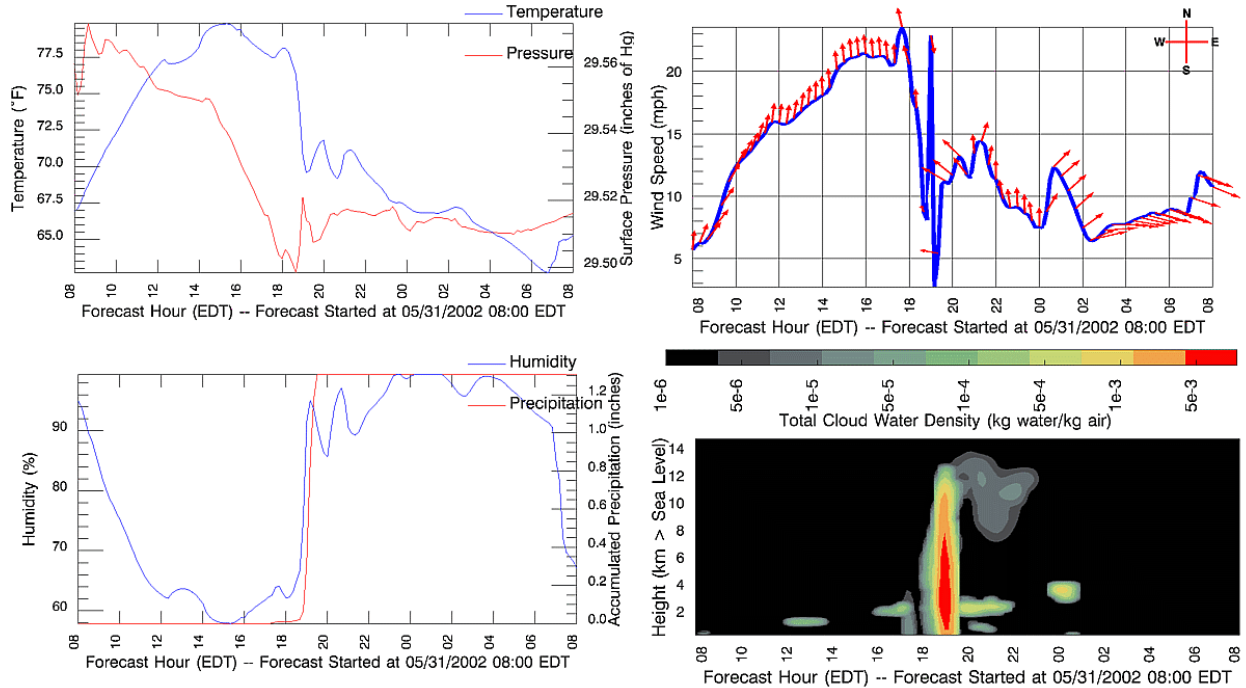 Temperature
Pressure
77.5
75.0
72.5
70.0
67.5
65.0
Temperature (°F)
29.56
29.54
29.52
29.50
Surface Pressure (inches of Hg)
08 10 12 14 16 18 20 22 00 02 04 06 08
Forecast Hour (EDT) -- Forecast Started at 05/31/2002 08:00 EDT
N
W E
S
20
15
10
5
Wind Speed (mph)
08 10 12 14 16 18 20 22 00 02 04 06 08
Forecast Hour (EDT) -- Forecast Started at 05/31/2002 08:00 EDT
Humidity
Precipitation
90
80
70
60
Humidity (%)
1.2
1.0
0.8
0.6
0.4
0.2
0.0
Accumulated Precipitation (inches)
08 10 12 14 16 18 20 22 00 02 04 06 08
Forecast Hour (EDT) -- Forecast Started at 05/31/2002 08:00 EDT
1e-6 5e-6 1e-5 5e-5 1e-4 5e-4 1e-3 5e-3
Total Cloud Water Density (kg water/kg air)
14
12
10
8
6
4
2
Height (km > Sea Level)
08 10 12 14 16 18 20 22 00 02 04 06 08
Forecast Hour (EDT) -- Forecast Started at 05/31/2002 08:00 EDT